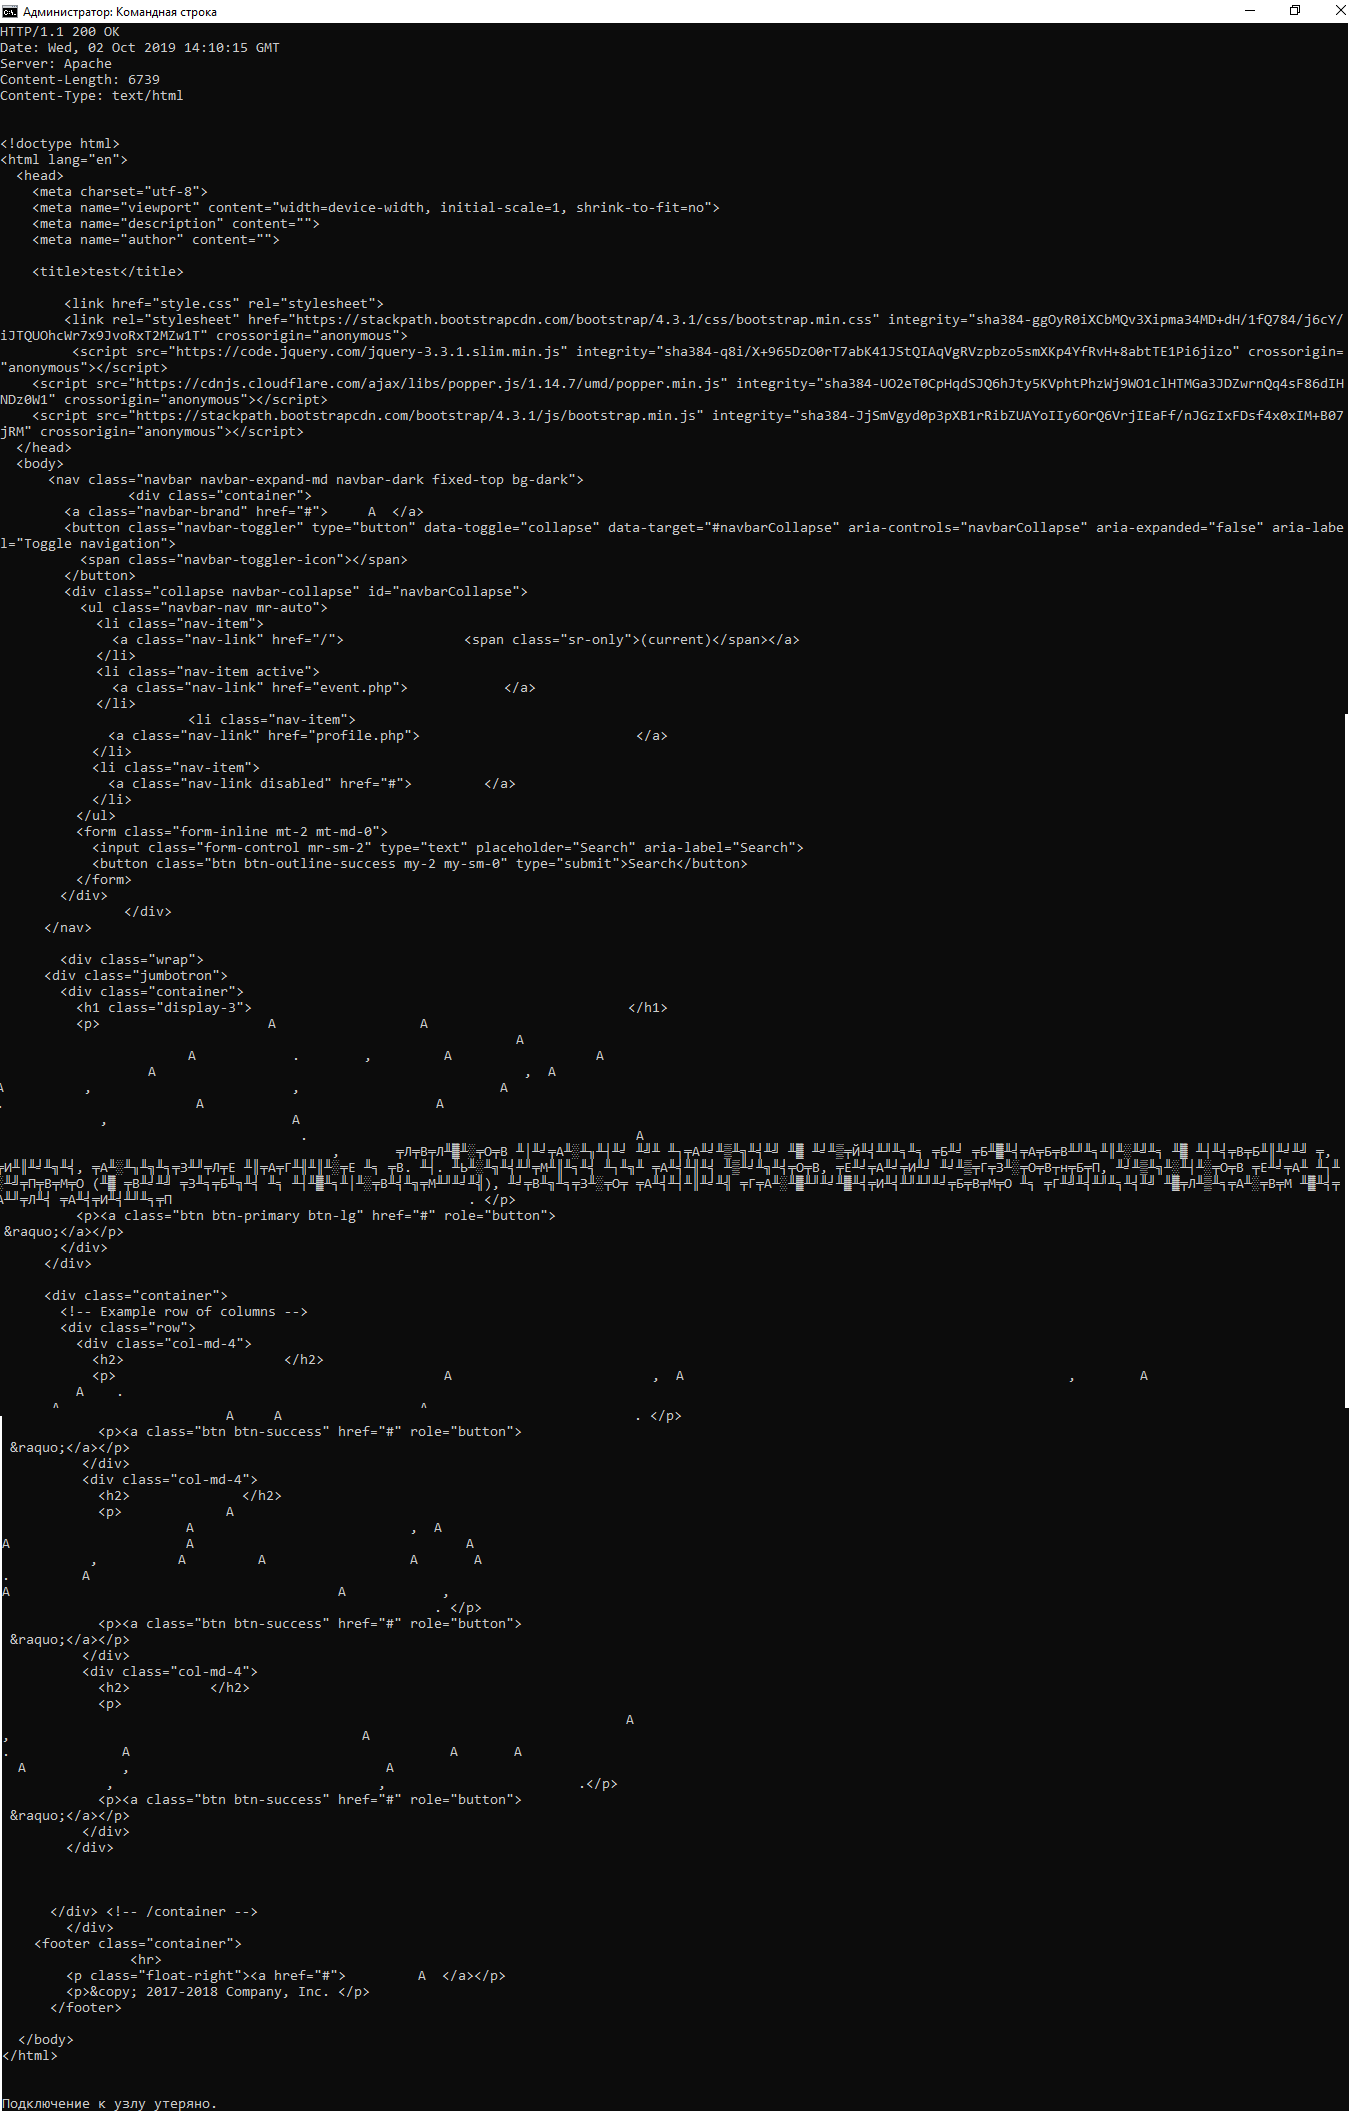 Администратор: Командная строка
HTTP/1.1 200 OK
Date: Wed, 02 Oct 2019 14:10:15 GMT
Server: Apache
Content-Length: 6739
Content-Type: text/html
<!doctype html>
<html lang="en">
<head>
<meta charset="utf-8">
<meta name="viewport" content="width=device-width, initial-scale=1, shrink-to-fit=no">
<meta name="description" content="">
<meta name="author" content="">
<title>test</title>
<link href="style.css" rel="stylesheet">
<link rel="stylesheet" href="https://stackpath.bootstrapcdn.com/bootstrap/4.3.1/css/bootstrap.min.css" integrity="sha384-ggOyR0iXCbMQv3Xipma34MD+dH/1fQ784/j6cY/
iJTQUOhcWr7x9JvoRxT2MZw1T" crossorigin="anonymous">
<script src="https://code.jquery.com/jquery-3.3.1.slim.min.js" integrity="sha384-q8i/X+965DzO0rT7abK41JStQIAqVgRVzpbzo5smXKp4YfRvH+8abtTE1Pi6jizo" crossorigin=
"anonymous"></script>
<script src="https://cdnjs.cloudflare.com/ajax/libs/popper.js/1.14.7/umd/popper.min.js" integrity="sha384-UO2eT0CpHqdSJQ6hJty5KVphtPhzWj9WO1clHTMGa3JDZwrnQq4sF86dIH
NDz0W1" crossorigin="anonymous"></script>
<script src="https://stackpath.bootstrapcdn.com/bootstrap/4.3.1/js/bootstrap.min.js" integrity="sha384-JjSmVgyd0p3pXB1rRibZUAYoIIy6OrQ6VrjIEaFf/nJGzIxFDsf4x0xIM+B07
jRM" crossorigin="anonymous"></script>
</head>
<body>
<nav class="navbar navbar-expand-md navbar-dark fixed-top bg-dark">
<div class="container">
<a class="navbar-brand" href="#"> А </a>
<button class="navbar-toggler" type="button" data-toggle="collapse" data-target="#navbarCollapse" aria-controls="navbarCollapse" aria-expanded="false" aria-labe
l="Toggle navigation">
<span class="navbar-toggler-icon"></span>
</button>
<div class="collapse navbar-collapse" id="navbarCollapse">
<ul class="navbar-nav mr-auto">
<li class="nav-item">
<a class="nav-link" href="/"> <span class="sr-only">(current)</span></a>
</li>
<li class="nav-item active">
<a class="nav-link" href="event.php"> </a>
</li>
<li class="nav-item">
<a class="nav-link" href="profile.php"> </a>
</li>
<li class="nav-item">
<a class="nav-link disabled" href="#"> </a>
</li>
</ul>
<form class="form-inline mt-2 mt-md-0">
<input class="form-control mr-sm-2" type="text" placeholder="Search" aria-label="Search">
<button class="btn btn-outline-success my-2 my-sm-0" type="submit">Search</button>
</form>
</div>
</div>
</nav>
<div class="wrap">
<div class="jumbotron">
<div class="container">
<h1 class="display-3"> </h1>
<p> А А
А
А . , А А
А , А
А , , А
. А А
, А
. А
. </p>
<p><a class="btn btn-primary btn-lg" href="#" role="button">
&raquo;</a></p>
</div>
</div>
<div class="container">
<!-- Example row of columns -->
<div class="row">
<div class="col-md-4">
<h2> </h2>
<p> А , А , А
А .
А А . </p>
<p><a class="btn btn-success" href="#" role="button">
&raquo;</a></p>
</div>
<div class="col-md-4">
<h2> </h2>
<p> А
А , А
А А А
, А А А А
. А
А А ,
. </p>
<p><a class="btn btn-success" href="#" role="button">
&raquo;</a></p>
</div>
<div class="col-md-4">
<h2> </h2>
<p>
А
, А
. А А А
А , А
, , .</p>
<p><a class="btn btn-success" href="#" role="button">
&raquo;</a></p>
</div>
</div>
</div> <!-- /container -->
</div>
<footer class="container">
<hr>
<p class="float-right"><a href="#"> А </a></p>
<p>&copy; 2017-2018 Company, Inc. </p>
</footer>
</body>
</html>
Подключение к узлу утеряно.